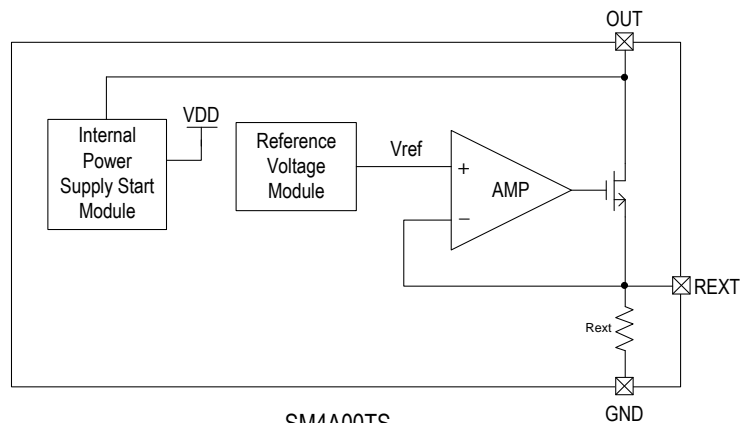 OUT
VDD
Internal
Power
Supply Start
Module
Reference
Voltage
Module
Vref
+
AMP
−
REXT
Rext
GND